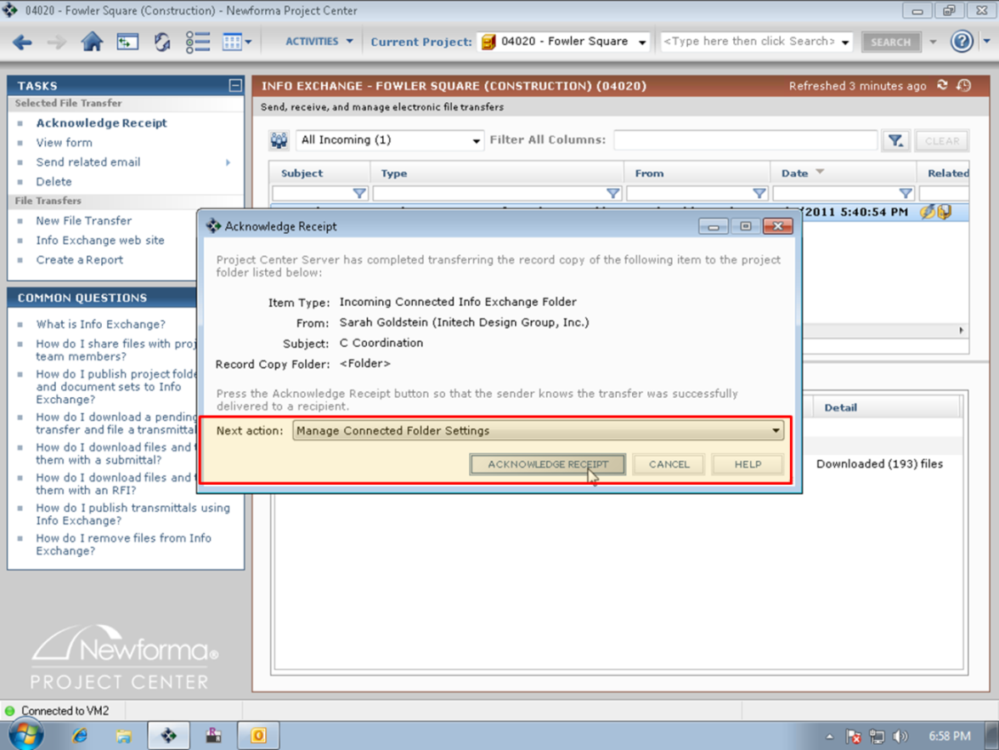 04020 - Fowler Square (Construction) - Newforma Project Center
ACTIVITIES
Current Project:
04020 - Fowler Square
<Type here then click Search>
SEARCH
TASKS
Selected File Transfer
Acknowledge Receipt
View form
Send related email
Delete
File Transfers
New File Transfer
Info Exchange web site
Create a Report
COMMON QUESTIONS
What is Info Exchange?
How do I share files with proj
team members?
How do I publish project folde
and document sets to Info
Exchange?
How do I download a pending
transfer and file a transmittal
How do I download files and
them with a submittal?
How do I download files and
them with an RFI?
How do I publish transmittals using
Info Exchange?
How do I remove files from Info
Exchange?
Newforma®
PROJECT CENTER
INFO EXCHANGE - FOWLER SQUARE (CONSTRUCTION) (04020)
Refreshed 3 minutes ago
Send, receive, and manage electronic file transfers
All Incoming (1)
Filter All Columns:
CLEAR
Subject
Type
From
Date
Related
/2011 5:40:54 PM
Detail
Downloaded (193) files
Acknowledge Receipt
Project Center Server has completed transferring the record copy of the following item to the project
folder listed below:
Item Type: Incoming Connected Info Exchange Folder
From: Sarah Goldstein (Initech Design Group, Inc.)
Subject: C Coordination
Record Copy Folder: <Folder>
Press the Acknowledge Receipt button so that the sender knows the transfer was successfully
delivered to a recipient.
Next action: Manage Connected Folder Settings
ACKNOWLEDGE RECEIPT
CANCEL
HELP
Connected to VM2
6:58 PM